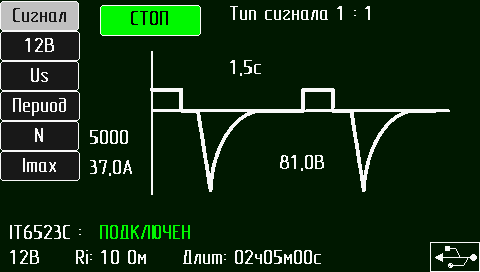 Сигнал
СТОП
Тип сигнала 1 : 1
12В
Us
1,5с
Период
N 5000
Imax 37,0А
81,0В
IT6523C : ПОДКЛЮЧЕН
12В Ri: 10 Ом Длит: 02ч05м00с